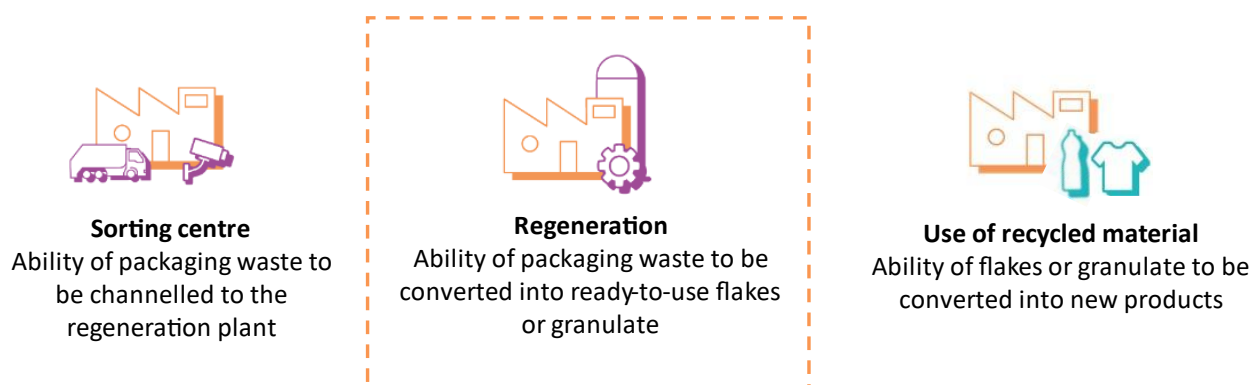 Sorting centre
Ability of packaging waste to
be channelled to the
regeneration plant
Regeneration
Ability of packaging waste to be
converted into ready-to-use flakes
or granulate
Use of recycled material
Ability of flakes or granulate to be
converted into new products